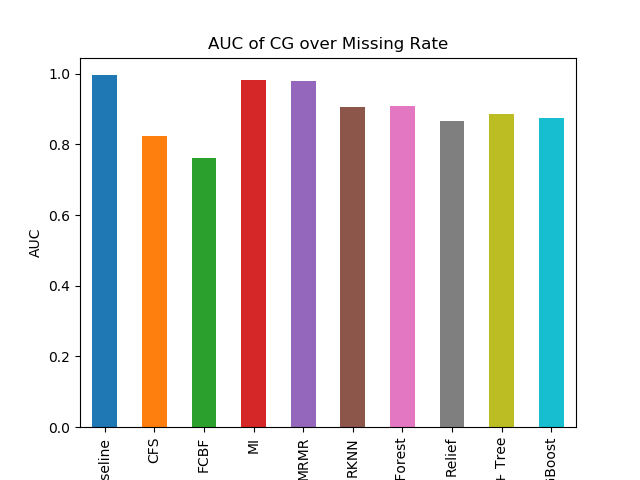 AUC of CG over Missing Rate
AUC
1.0
0.8
0.6
0.4
0.2
0.0
seline
CFS
FCBF
MI
MRMR
RKNN
Forest
Relief
+ Tree
Boost